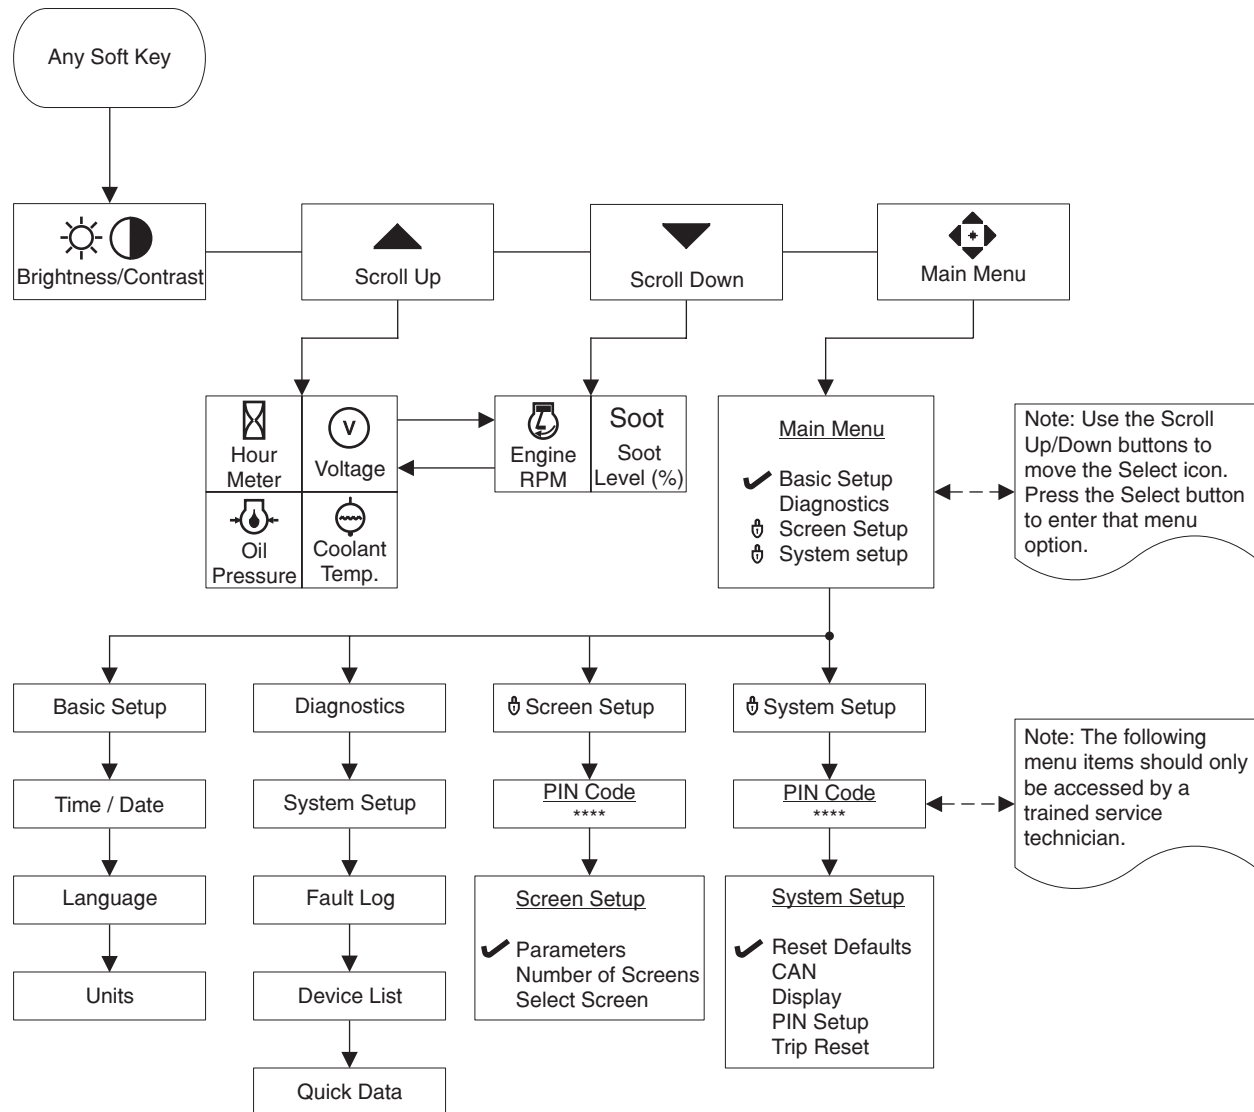 Any Soft Key
Brightness/Contrast
Scroll Up
Scroll Down
Main Menu
Hour
Meter
V
Voltage
Oil
Pressure
Coolant
Temp.
Engine
RPM
Soot
Soot
Level (%)
Main Menu
Basic Setup
Diagnostics
Screen Setup
System setup
Note: Use the Scroll
Up/Down buttons to
move the Select icon.
Press the Select button
to enter that menu
option.
Basic Setup
Diagnostics
Screen Setup
System Setup
Time / Date
System Setup
PIN Code
****
PIN Code
****
Note: The following
menu items should only
be accessed by a
trained service
technician.
Language
Fault Log
Screen Setup
Parameters
Number of Screens
Select Screen
System Setup
Reset Defaults
CAN
Display
PIN Setup
Trip Reset
Units
Device List
Quick Data